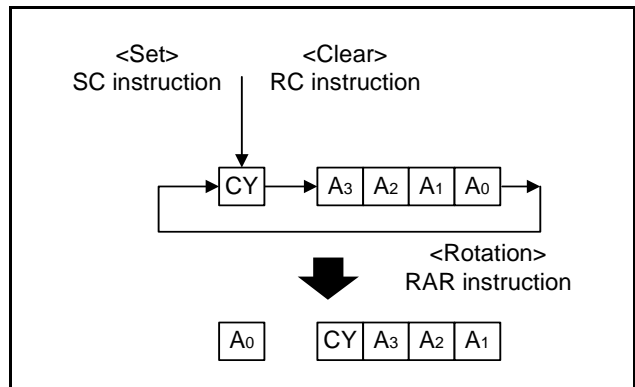 <Set> <Clear>
SC instruction RC instruction
CY A3 A2 A1 A0
<Rotation>
RAR instruction
A0 CY A3 A2 A1